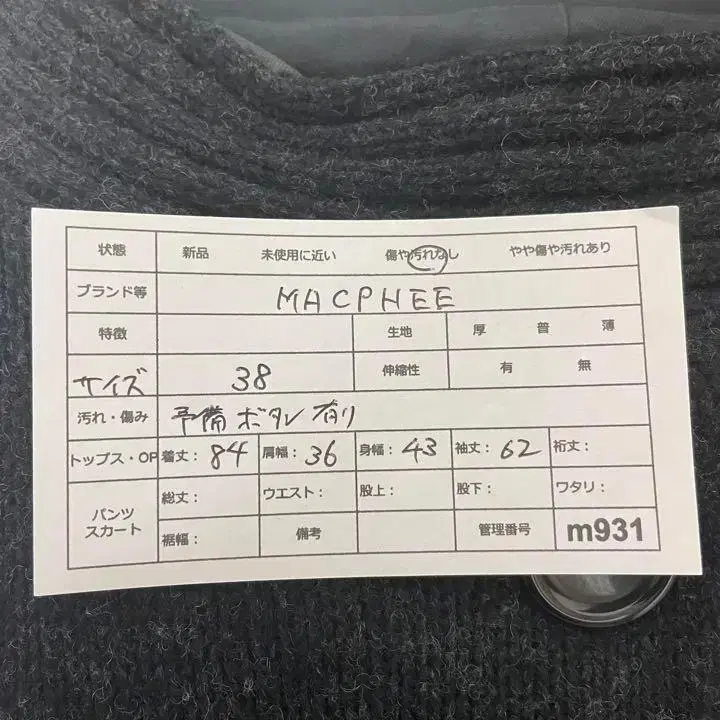 状態 新品 未使用に近い 傷や汚れなし やや傷や汚れあり
ブランド等 MACPHEE
特徴 生地 厚 普 薄
サイズ 38 伸縮性 有 無
汚れ・傷み 予備ボタン有り
トップス・OP 着丈：84 肩幅：36 身幅：43 袖丈：62 裄丈：
パンツ スカート 総丈： ウエスト： 股上： 股下： ワタリ：
裾幅： 備考 管理番号 m931